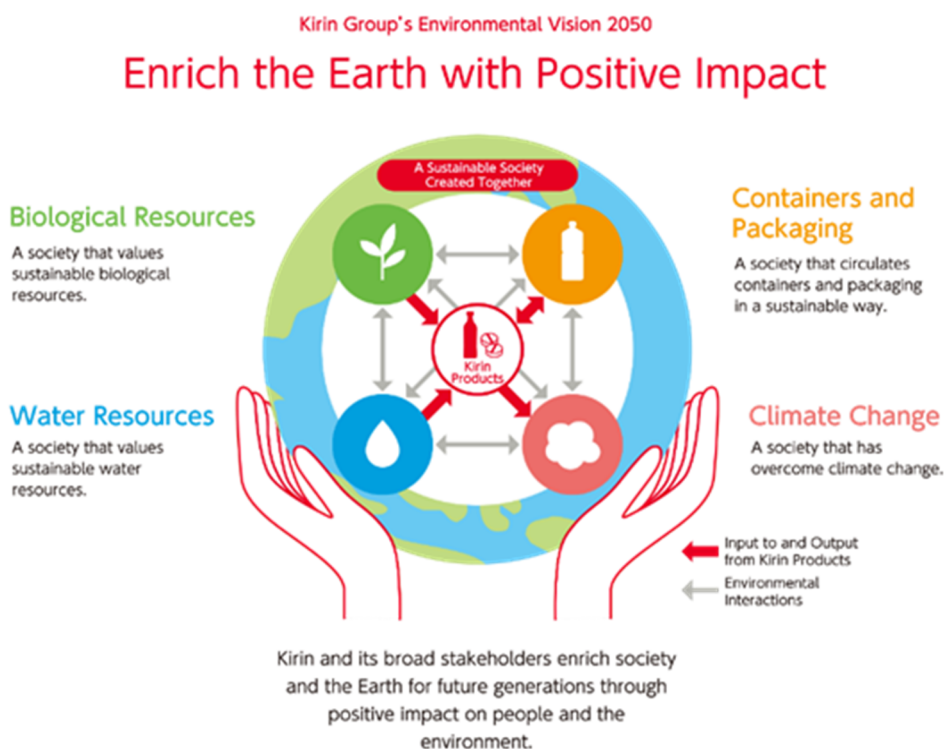 Kirin Group's Environmental Vision 2050
Enrich the Earth with Positive Impact
A Sustainable Society
Created Together
Biological Resources
A society that values
sustainable biological
resources.
Containers and
Packaging
A society that circulates
containers and packaging
in a sustainable way.
Kirin
Products
Water Resources
A society that values
sustainable water
resources.
Climate Change
A society that has
overcome climate change.
Input to and Output
from Kirin Products
Environmental
Interactions
Kirin and its broad stakeholders enrich society
and the Earth for future generations through
positive impact on people and the
environment.